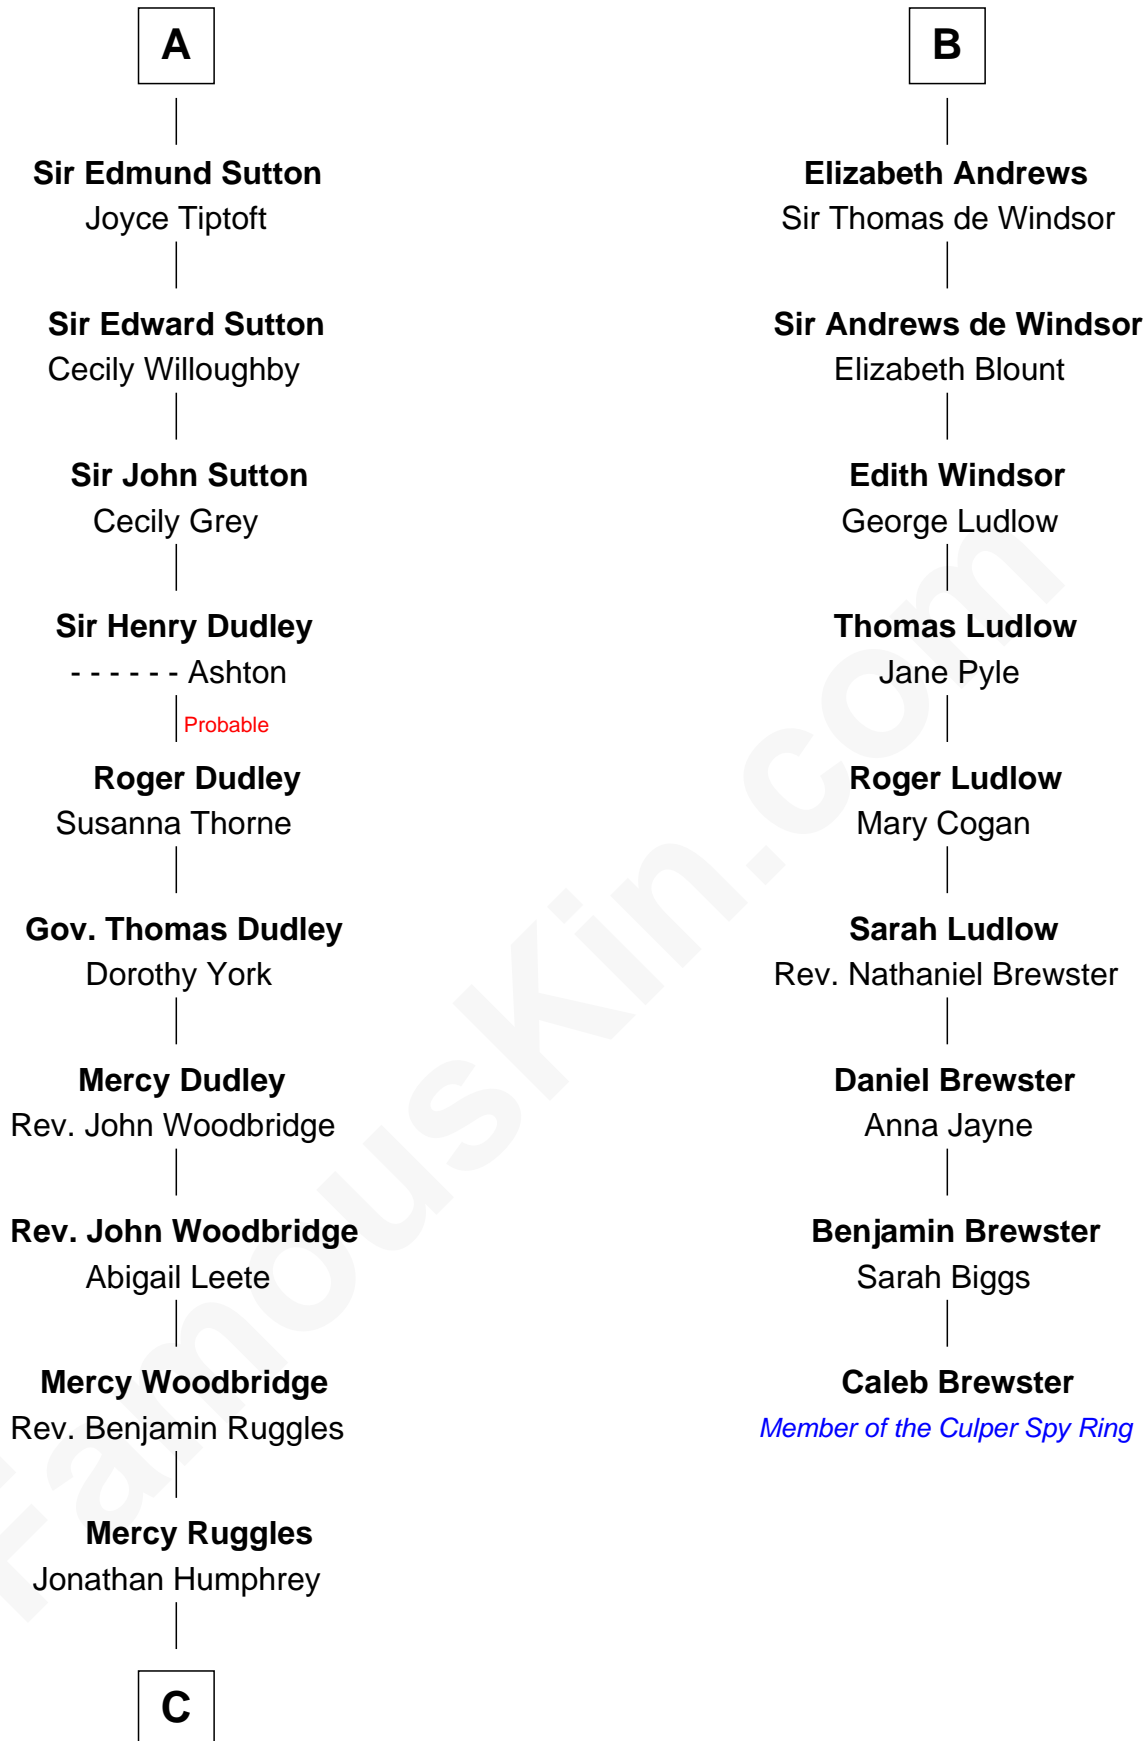 A
Sir Edmund Sutton
Joyce Tiptoft
Sir Edward Sutton
Cecily Willoughby
Sir John Sutton
Cecily Grey
Sir Henry Dudley
- - - - - - Ashton
Probable
Roger Dudley
Susanna Thorne
Gov. Thomas Dudley
Dorothy York
Mercy Dudley
Rev. John Woodbridge
Rev. John Woodbridge
Abigail Leete
Mercy Woodbridge
Rev. Benjamin Ruggles
Mercy Ruggles
Jonathan Humphrey
C
B
Elizabeth Andrews
Sir Thomas de Windsor
Sir Andrews de Windsor
Elizabeth Blount
Edith Windsor
George Ludlow
Thomas Ludlow
Jane Pyle
Roger Ludlow
Mary Cogan
Sarah Ludlow
Rev. Nathaniel Brewster
Daniel Brewster
Anna Jayne
Benjamin Brewster
Sarah Biggs
Caleb Brewster
Member of the Culper Spy Ring
FamousKin.com